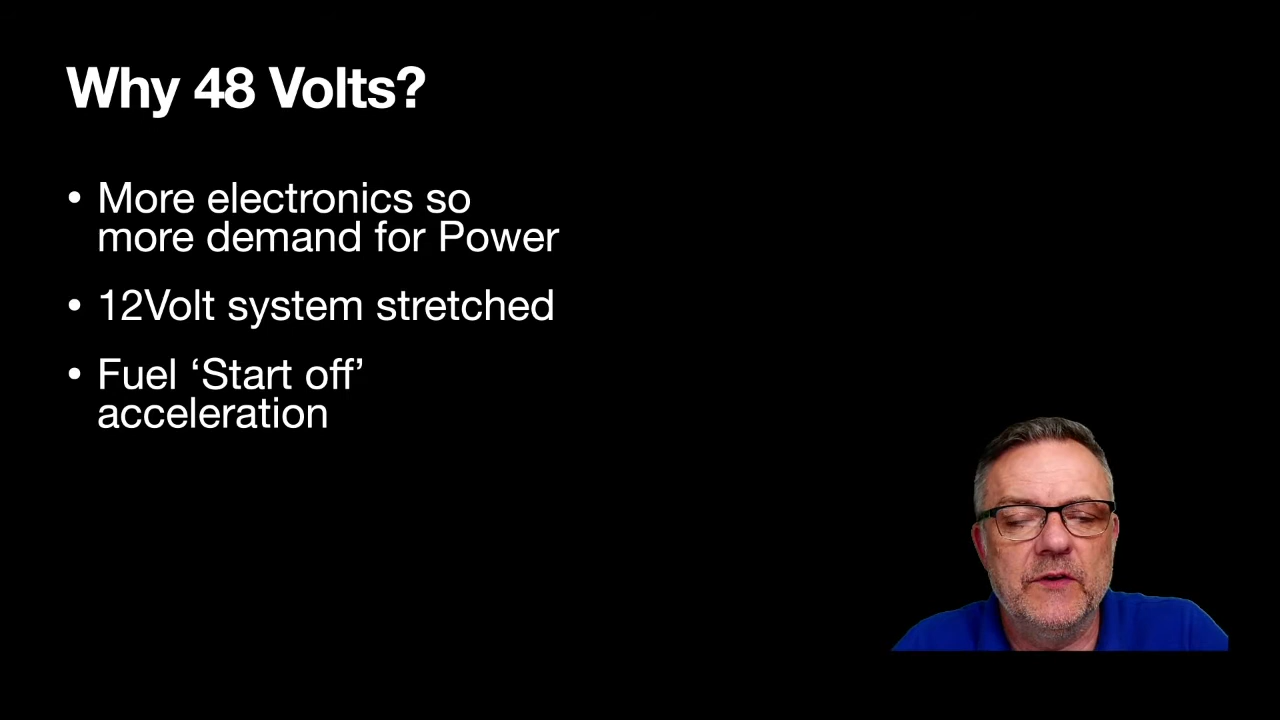 Why 48 Volts?
• More electronics so
more demand for Power
• 12Volt system stretched
• Fuel ‘Start off’
acceleration